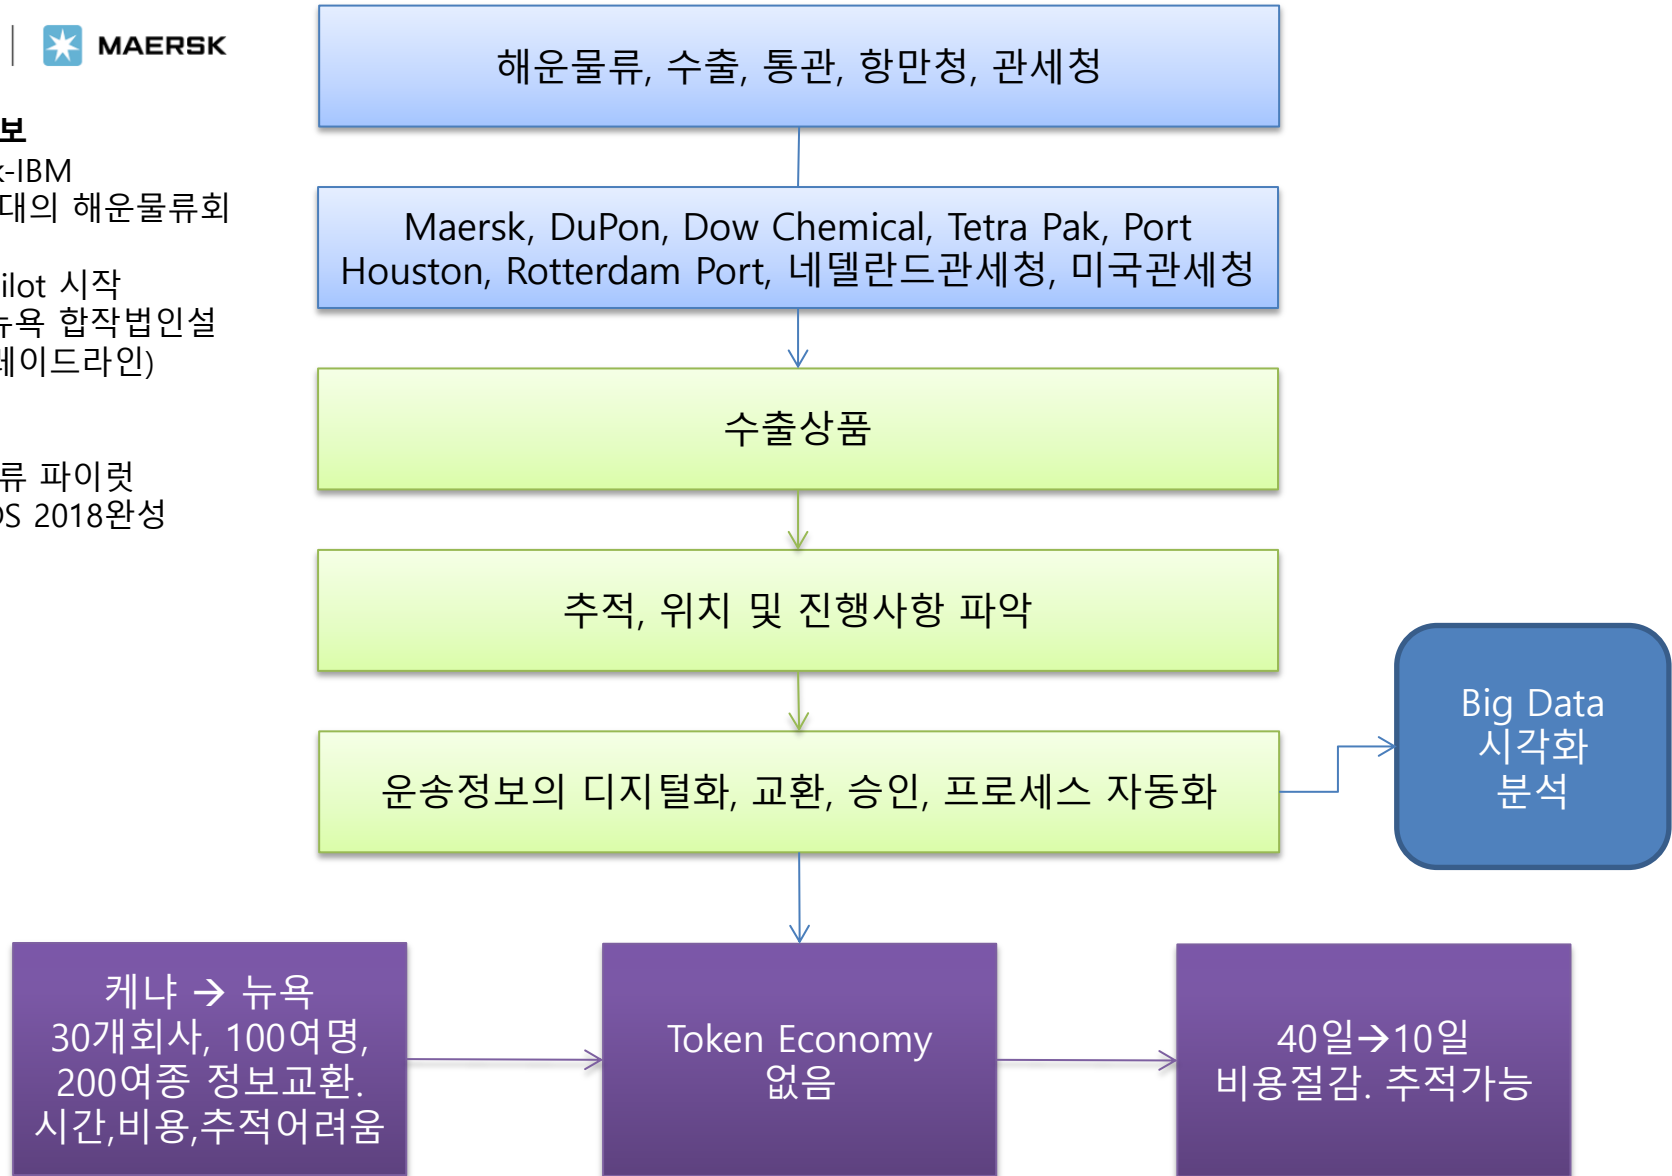 MAERSK
보
-IBM
대의 해운물류회
ilot 시작
뉴욕 합작법인설
레이드라인)
류 파이럿
OS 2018완성
해운물류, 수출, 통관, 항만청, 관세청
Maersk, DuPon, Dow Chemical, Tetra Pak, Port
Houston, Rotterdam Port, 네델란드관세청, 미국관세청
수출상품
추적, 위치 및 진행사항 파악
운송정보의 디지털화, 교환, 승인, 프로세스 자동화
Big Data
시각화
분석
케냐 → 뉴욕
30개회사, 100여명,
200여종 정보교환.
시간,비용,추적어려움
Token Economy
없음
40일→10일
비용절감. 추적가능